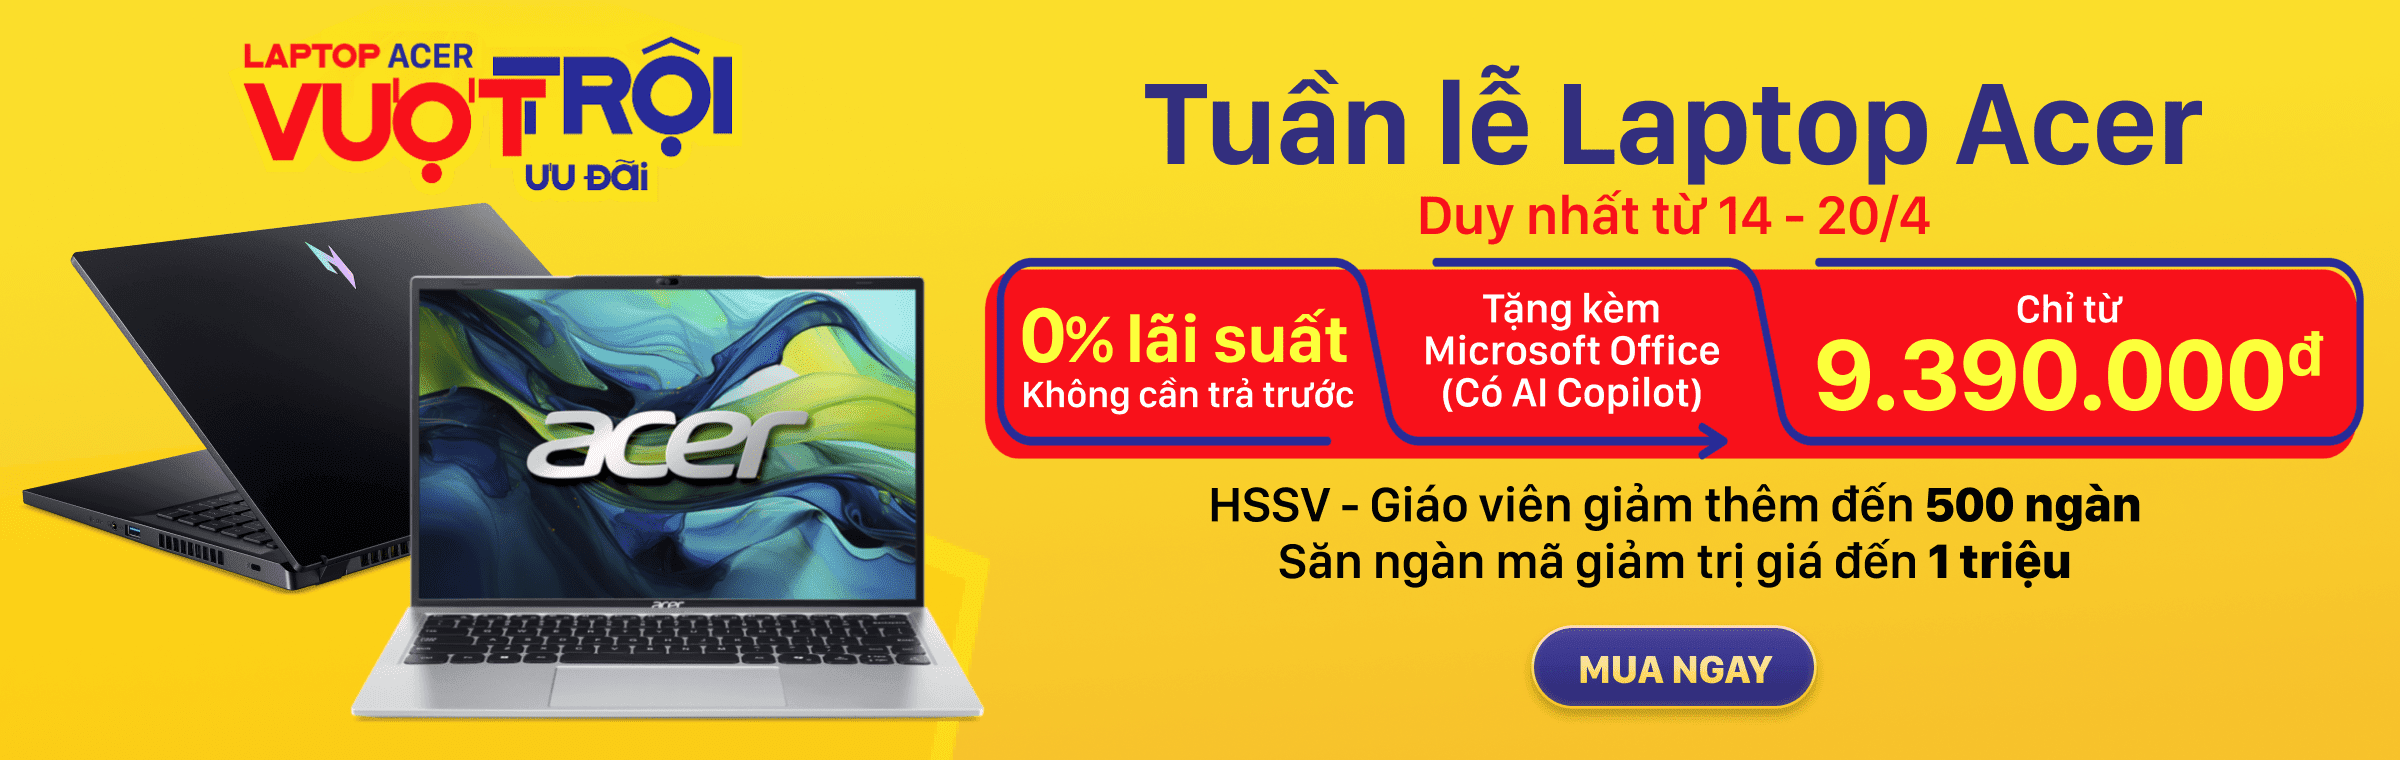 LAPTOP ACER
VƯỢT TRỘI
ƯU ĐÃI
acer
acer
Tuần lễ Laptop Acer
Duy nhất từ 14 - 20/4
0% lãi suất
Không cần trả trước
Tặng kèm
Microsoft Office
(Có AI Copilot)
Chỉ từ
9.390.000đ
HSSV - Giáo viên giảm thêm đến 500 ngàn
Săn ngàn mã giảm trị giá đến 1 triệu
MUA NGAY